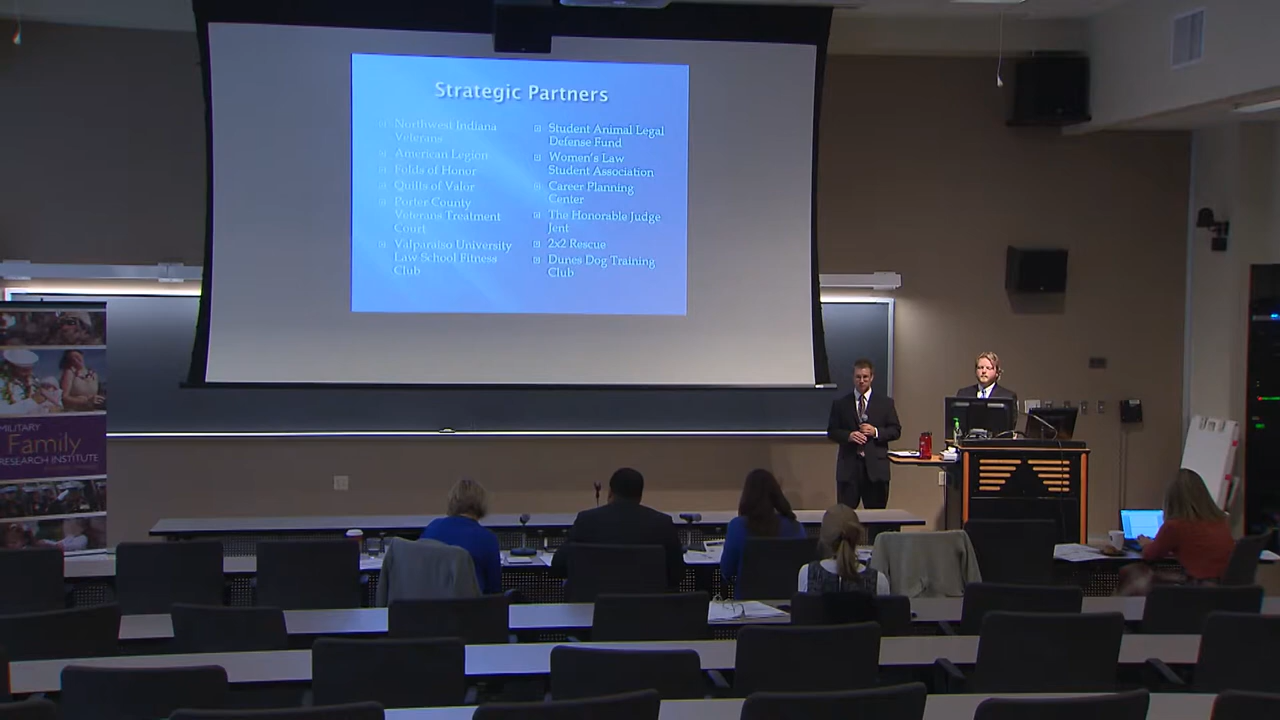 Strategic Partners
Northwest Indiana
Veterans
American Legion
Folds of Honor
Quilts of Valor
Porter County
Veterans Treatment
Court
Valparaiso University
Law School Fitness
Club
Student Animal Legal
Defense Fund
Women's Law
Student Association
Career Planning
Center
The Honorable Judge
Jent
2x2 Rescue
Dunes Dog Training
Club
MILITARY
Family
RESEARCH INSTITUTE